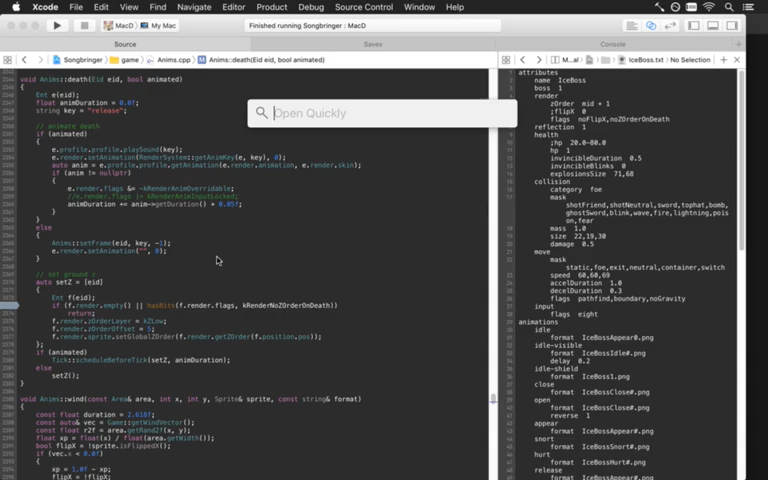 Xcode File Edit View Find Navigate Editor Product Debug Source Control Window Help
MacD My Mac
Finished running Songbringer : MacD
Source
Saves
Console
Songbringer game Anims.cpp Anims::death(Eid eid, bool animated)
M...al IceBoss.txt No Selection
Open Quickly
void Anims::death(Eid eid, bool animated)
{
Ent e(eid);
float animDuration = 0.0f;
string key = "release";
// animate death
if (animated)
{
e.profile.profile.playSound(key);
e.render.setAnimation(RenderSystem::getAnimKey(e, key), 0);
auto anim = e.profile.profile.getAnimation(e.render.animation, e.render.skin);
if (anim != nullptr)
{
e.render.flags &= ~kRenderAnimOverridable;
//e.render.flags |= kRenderAnimInputLocked;
animDuration += anim->getDuration() + 0.05f;
}
}
else
{
Anims::setFrame(eid, key, -1);
e.render.setAnimation("", 0);
}
// set ground z
auto setZ = [eid]
{
Ent f(eid);
if (f.render.empty() || hasBits(f.render.flags, kRenderNoZOrderOnDeath))
return;
f.render.zOrderLayer = kZLow;
f.render.zOrderOffset = 5;
f.render.sprite.setGlobalZOrder(f.render.getZOrder(f.position.pos));
};
if (animated)
Tick::scheduleBeforeTick(setZ, animDuration);
else
setZ();
}
void Anims::wind(const Area& area, int x, int y, Sprite& sprite, const string& format)
{
const float duration = 2.618f;
const auto& vec = Game::getWindVector();
const float r2f = area.getRand2f(x, y);
float xp = float(x) / float(area.getWidth());
bool flipX = !sprite.isFlippedX();
if (vec.x < 0.0f)
{
xp = 1.0f - xp;
flipX = !flipX;
attributes
name IceBoss
boss 1
render
zOrder mid + 1
;flipX 0
flags noFlipX,noZOrderOnDeath
reflection 1
health
;hp 20.0~80.0
hp 1
invincibleDuration 0.5
invincibleBlinks 0
explosionsSize 71,68
collision
category foe
mask
shotFriend,shotNeutral,sword,tophat,bomb,
ghostSword,blink,wave,fire,lightning,pois
on,fear
mass 1.0
size 22,19,30
damage 0.5
move
mask
static,foe,exit,neutral,container,switch
speed 60,60,69
accelDuration 1.0
decelDuration 0.3
flags pathfind,boundary,noGravity
input
flags eight
animations
idle
format IceBossAppear0.png
idle-visible
format IceBossIdle#.png
delay 0.2
idle-shield
format IceBoss1.png
close
format IceBossClose#.png
open
format IceBossClose#.png
reverse 1
appear
format IceBossAppear#.png
snort
format IceBossSnort#.png
hurt
format IceBossHurt#.png
release